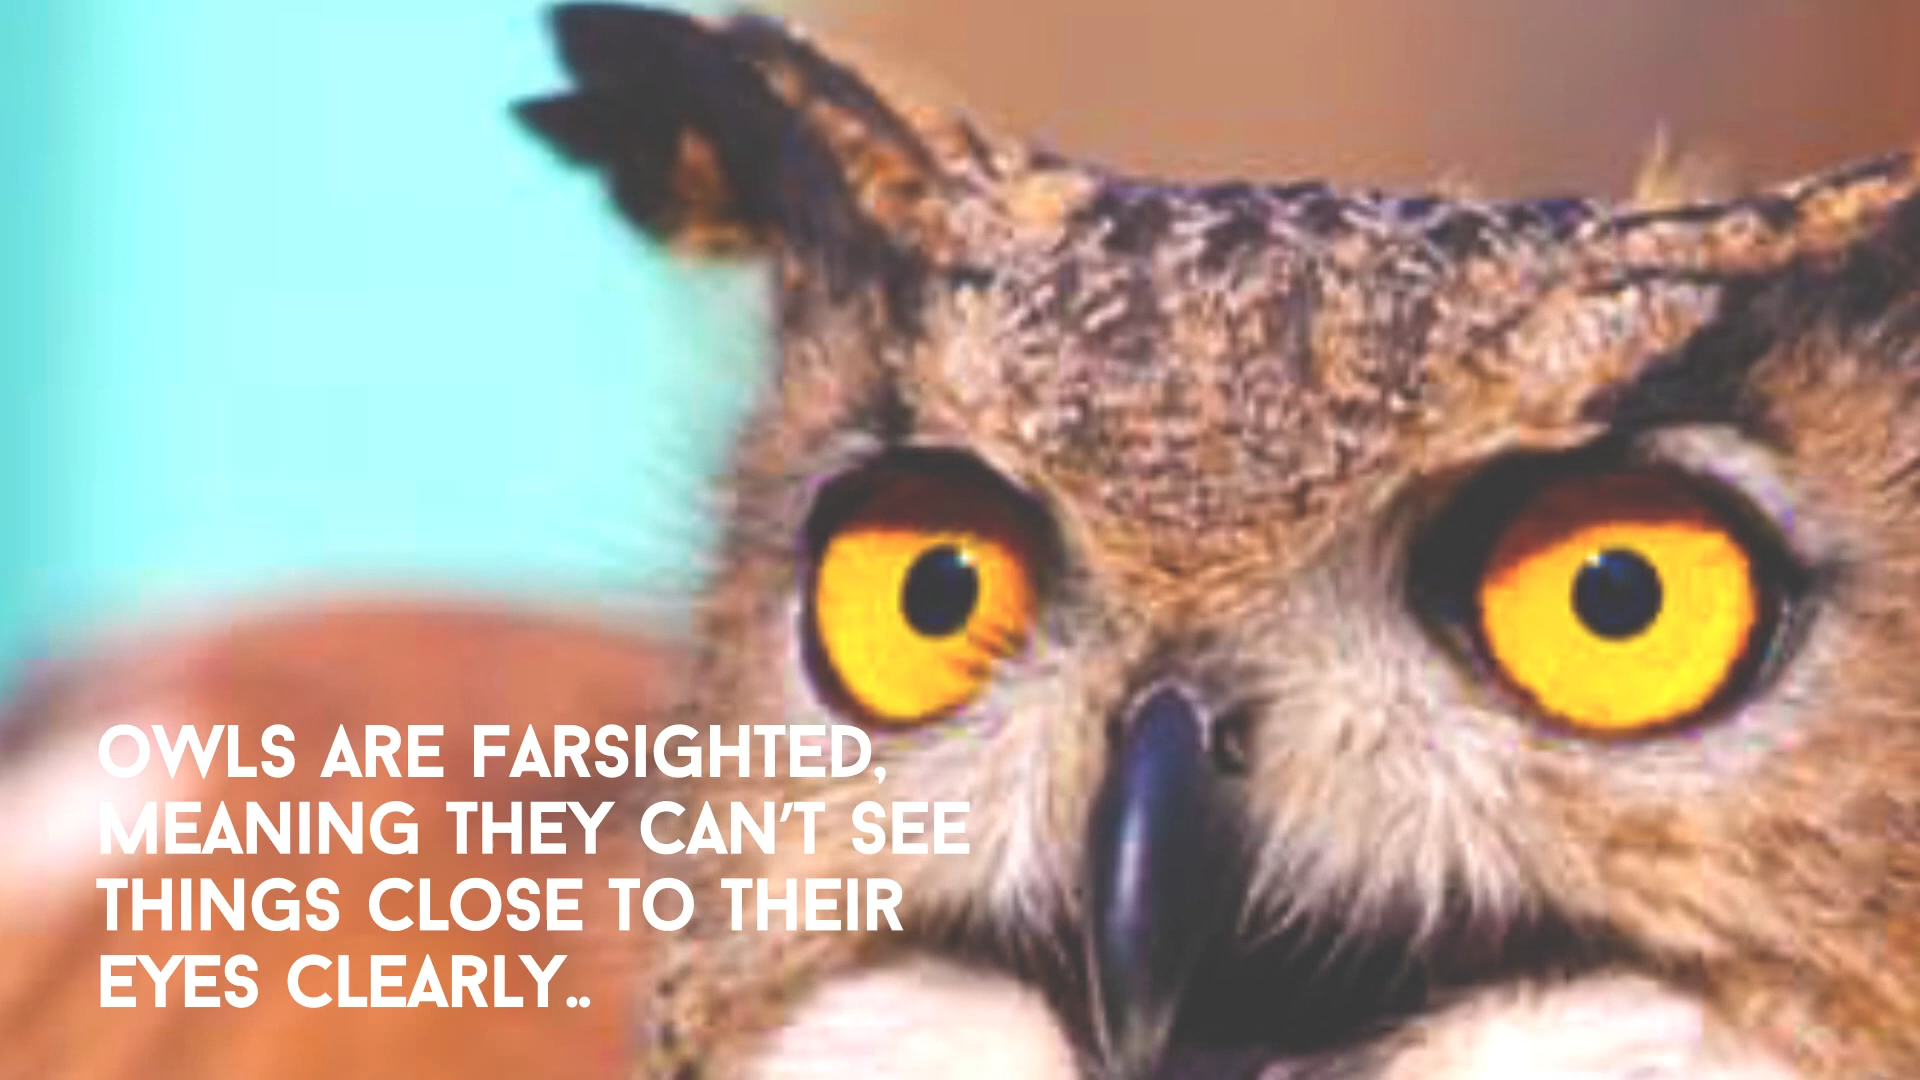 OWLS ARE FARSIGHTED,
MEANING THEY CAN'T SEE
THINGS CLOSE TO THEIR
EYES CLEARLY..